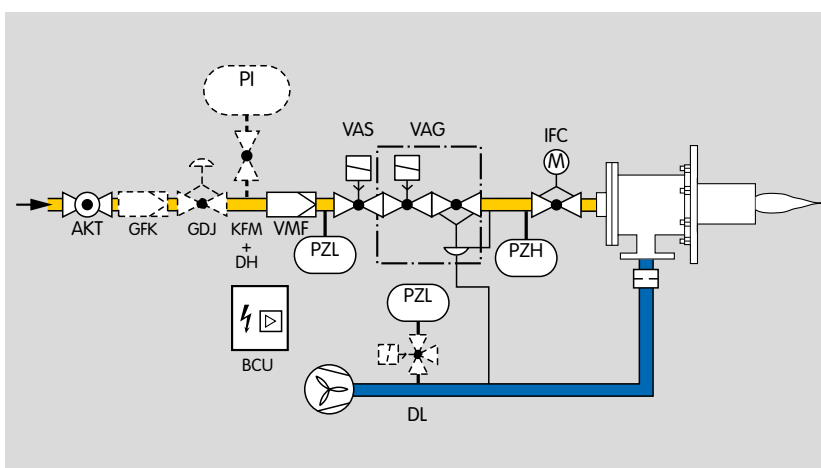 PI
VAS
VAG
IFC
M
AKT
GFK
GDJ
KFM
+
DH
VMF
PZL
PZH
PZL
BCU
DL